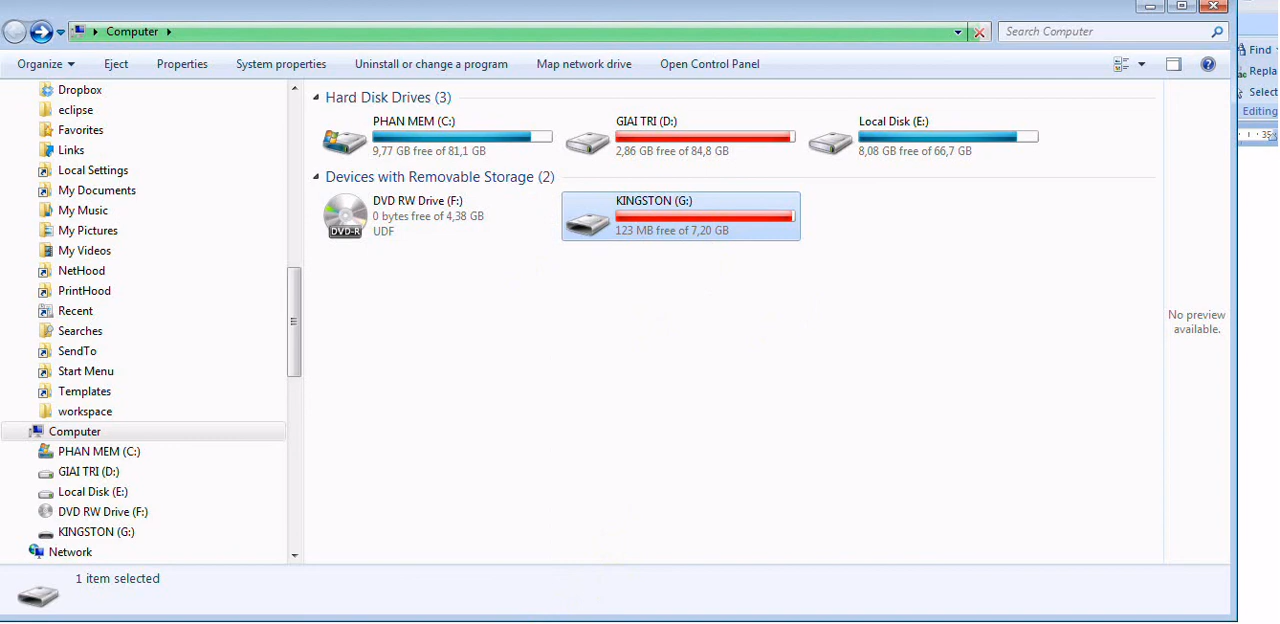 Computer
Search Computer
Organize
Eject
Properties
System properties
Uninstall or change a program
Map network drive
Open Control Panel
Find
Repla
Select
Editing
35
Dropbox
eclipse
Favorites
Links
Local Settings
My Documents
My Music
My Pictures
My Videos
NetHood
PrintHood
Recent
Searches
SendTo
Start Menu
Templates
workspace
Computer
PHAN MEM (C:)
GIAI TRI (D:)
Local Disk (E:)
DVD RW Drive (F:)
KINGSTON (G:)
Network
Hard Disk Drives (3)
PHAN MEM (C:)
9,77 GB free of 81,1 GB
GIAI TRI (D:)
2,86 GB free of 84,8 GB
Local Disk (E:)
8,08 GB free of 66,7 GB
Devices with Removable Storage (2)
DVD RW Drive (F:)
0 bytes free of 4,38 GB
UDF
DVD-R
KINGSTON (G:)
123 MB free of 7,20 GB
No preview
available.
1 item selected